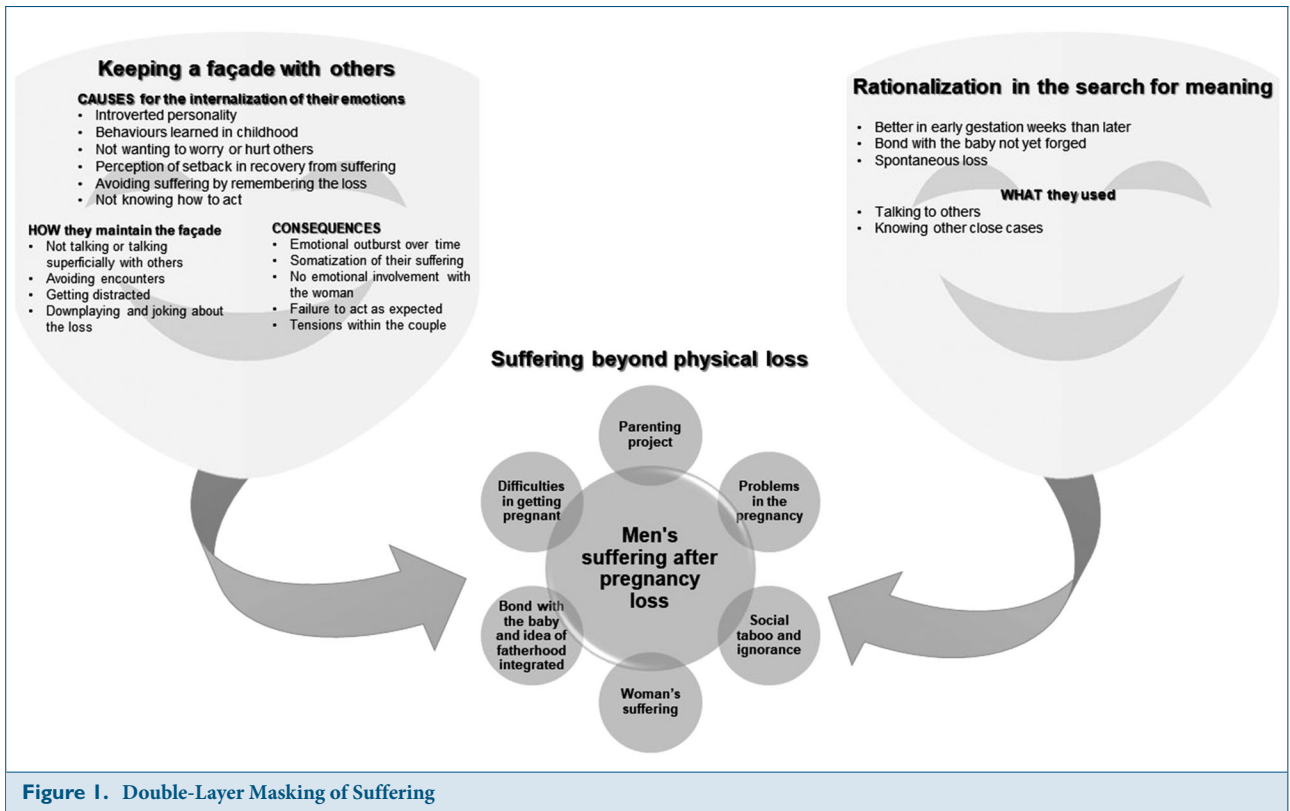 Keeping a façade with others
CAUSES for the internalization of their emotions
• Introverted personality
• Behaviours learned in childhood
• Not wanting to worry or hurt others
• Perception of setback in recovery from suffering
• Avoiding suffering by remembering the loss
• Not knowing how to act
HOW they maintain the façade
• Not talking or talking
superficially with others
• Avoiding encounters
• Getting distracted
• Downplaying and joking about
the loss
CONSEQUENCES
• Emotional outburst over time
• Somatization of their suffering
• No emotional involvement with
the woman
• Failure to act as expected
• Tensions within the couple
Rationalization in the search for meaning
• Better in early gestation weeks than later
• Bond with the baby not yet forged
• Spontaneous loss
WHAT they used
• Talking to others
• Knowing other close cases
Suffering beyond physical loss
Parenting
project
Difficulties
in getting
pregnant
Problems
in the
pregnancy
Men's
suffering after
pregnancy
loss
Bond with
the baby
and idea of
fatherhood
integrated
Social
taboo and
ignorance
Woman's
suffering
Figure 1. Double-Layer Masking of Suffering